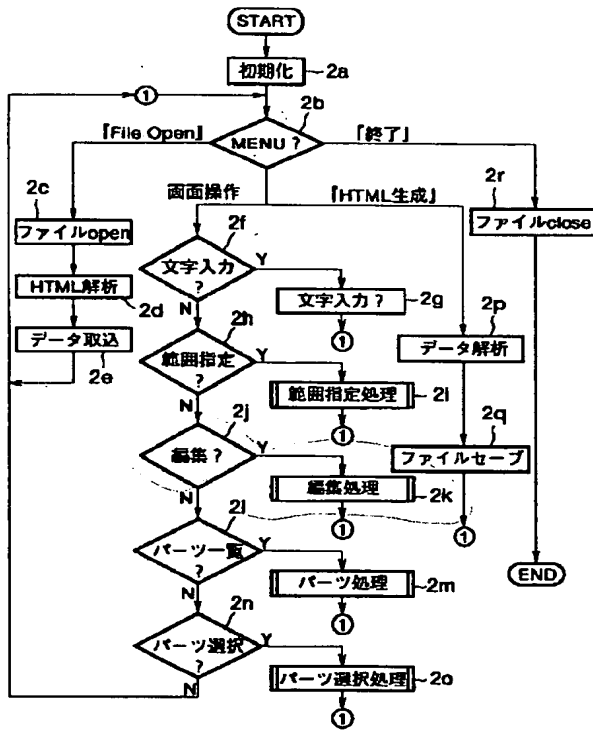 START
初期化
2a
①
2b
MENU ?
『File Open』
『終了』
画面操作
『HTML生成』
2c
ファイルopen
HTML解析
2d
データ取込
2e
2f
文字入力
?
Y
N
文字入力 ?
2g
①
2h
範囲指定
?
Y
N
範囲指定処理
2i
①
2j
編集 ?
Y
N
編集処理
2k
①
2l
パーツ一覧
?
Y
N
パーツ処理
2m
①
2n
パーツ選択
?
Y
N
パーツ選択処理
2o
①
2p
データ解析
2q
ファイルセーブ
①
2r
ファイルclose
END